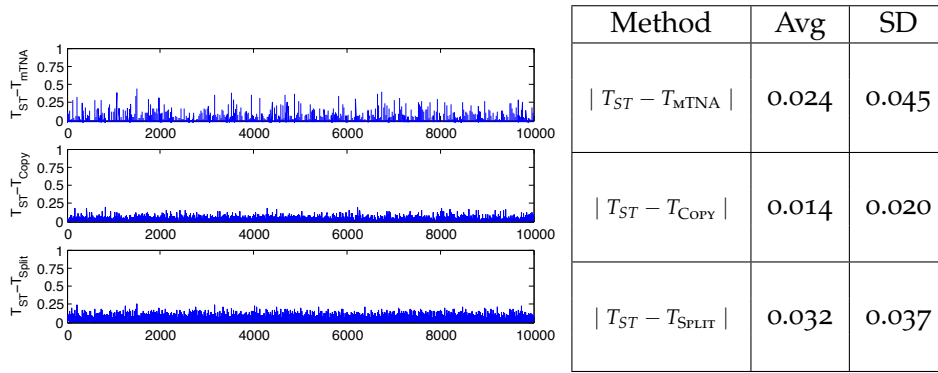 T_ST−T_mTNA
1
0.75
0.5
0.25
0
0 2000 4000 6000 8000 10000
T_ST−T_Copy
1
0.75
0.5
0.25
0
0 2000 4000 6000 8000 10000
T_ST−T_Split
1
0.75
0.5
0.25
0
0 2000 4000 6000 8000 10000
Method Avg SD
| T_ST − T_MTNA | 0.024 0.045
| T_ST − T_COPY | 0.014 0.020
| T_ST − T_SPLIT | 0.032 0.037